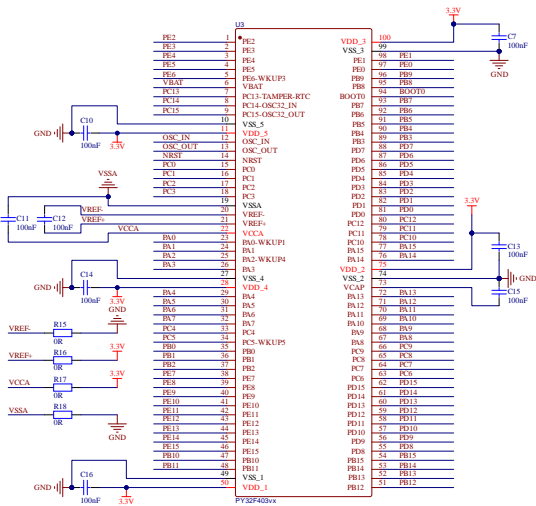 U3
3.3V
C7
100nF
GND
PE2 1 PE2 VDD_3 100
PE3 2 PE3 VSS_3 99
PE4 3 PE4 PE1 98 PE1
PE5 4 PE5 PE0 97 PE0
PE6 5 PE6-WKUP3 PB9 96 PB9
VBAT 6 VBAT PB8 95 PB8
PC13 7 PC13-TAMPER-RTC BOOT0 94 BOOT0
PC14 8 PC14-OSC32_IN PB7 93 PB7
PC15 9 PC15-OSC32_OUT PB6 92 PB6
10 VSS_5 PB5 91 PB5
11 VDD_5 PB4 90 PB4
OSC_IN 12 OSC_IN PB3 89 PB3
OSC_OUT 13 OSC_OUT PD7 88 PD7
NRST 14 NRST PD6 87 PD6
PC0 15 PC0 PD5 86 PD5
PC1 16 PC1 PD4 85 PD4
PC2 17 PC2 PD3 84 PD3
PC3 18 PC3 PD2 83 PD2
19 VSSA PD1 82 PD1
VREF- 20 VREF- PD0 81 PD0
VREF+ 21 VREF+ PC12 80 PC12
VCCA 22 VCCA PC11 79 PC11
PA0 23 PA0-WKUP1 PC10 78 PC10
PA1 24 PA1 PA15 77 PA15
PA2 25 PA2-WKUP4 PA14 76 PA14
PA3 26 PA3 VDD_2 75
27 VSS_4 VSS_2 74
28 VDD_4 VCAP 73
PA4 29 PA4 PA13 72 PA13
PA5 30 PA5 PA12 71 PA12
PA6 31 PA6 PA11 70 PA11
PA7 32 PA7 PA10 69 PA10
PC4 33 PC4 PA9 68 PA9
PC5 34 PC5-WKUP5 PA8 67 PA8
PB0 35 PB0 PC9 66 PC9
PB1 36 PB1 PC8 65 PC8
PB2 37 PB2 PC7 64 PC7
PE7 38 PE7 PC6 63 PC6
PE8 39 PE8 PD15 62 PD15
PE9 40 PE9 PD14 61 PD14
PE10 41 PE10 PD13 60 PD13
PE11 42 PE11 PD12 59 PD12
PE12 43 PE12 PD11 58 PD11
PE13 44 PE13 PD10 57 PD10
PE14 45 PE14 PD9 56 PD9
PE15 46 PE15 PD8 55 PD8
PB10 47 PB10 PB15 54 PB15
PB11 48 PB11 PB14 53 PB14
49 VSS_1 PB13 52 PB13
50 VDD_1 PB12 51 PB12
PY32F403vx
C10
GND
100nF
3.3V
VSSA
C11
100nF
C12
100nF
C14
GND
100nF
3.3V
GND
VREF- R15
0R
3.3V
VREF+ R16
0R
3.3V
VCCA R17
0R
VSSA R18
0R
GND
C16
GND
100nF
3.3V
3.3V
C13
100nF
GND
C15
100nF